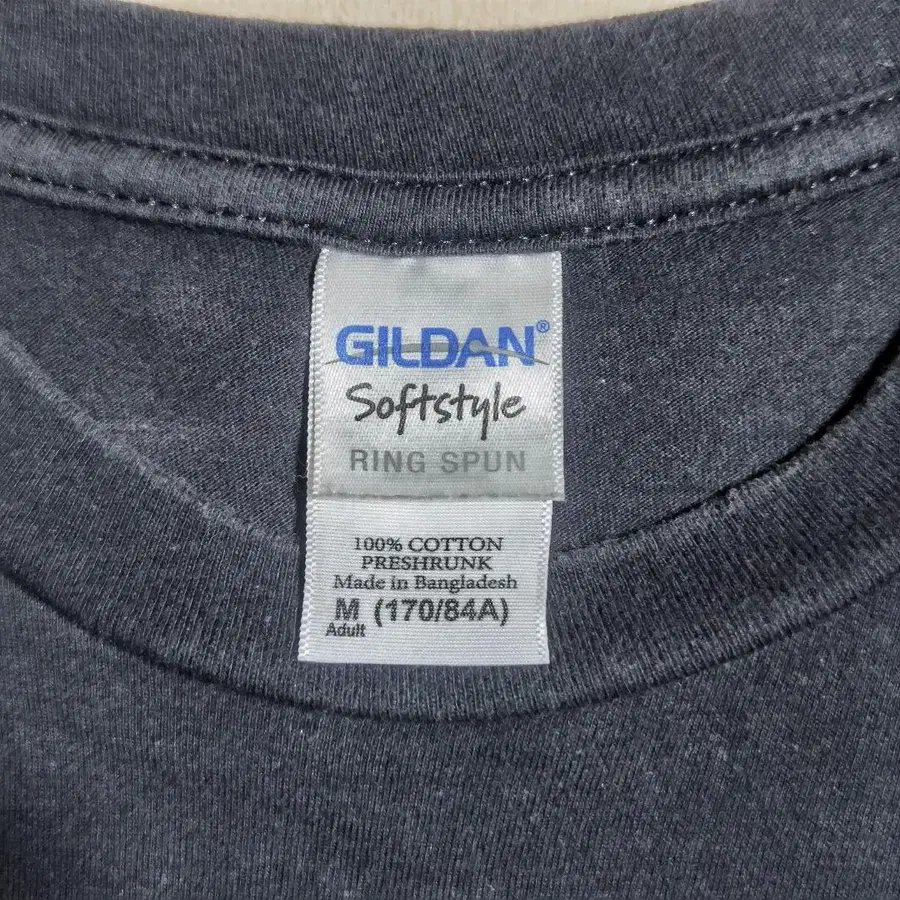 GILDAN®
Softstyle
RING SPUN
100% COTTON
PRESHRUNK
Made in Bangladesh
M (170/84A)
Adult